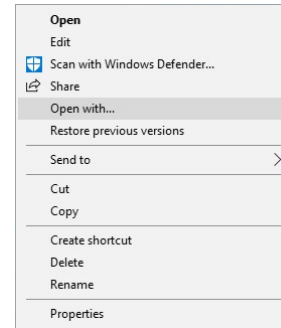 Open
Edit
Scan with Windows Defender...
Share
Open with...
Restore previous versions
Send to
Cut
Copy
Create shortcut
Delete
Rename
Properties